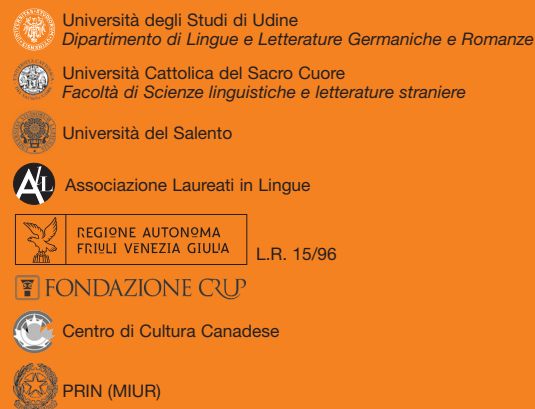 Università degli Studi di Udine
Dipartimento di Lingue e Letterature Germaniche e Romanze
Università Cattolica del Sacro Cuore
Facoltà di Scienze linguistiche e letterature straniere
Università del Salento
ALL Associazione Laureati in Lingue
REGIONE AUTONOMA
FRIULI VENEZIA GIULIA
L.R. 15/96
FONDAZIONE CRUP
Centro di Cultura Canadese
PRIN (MIUR)